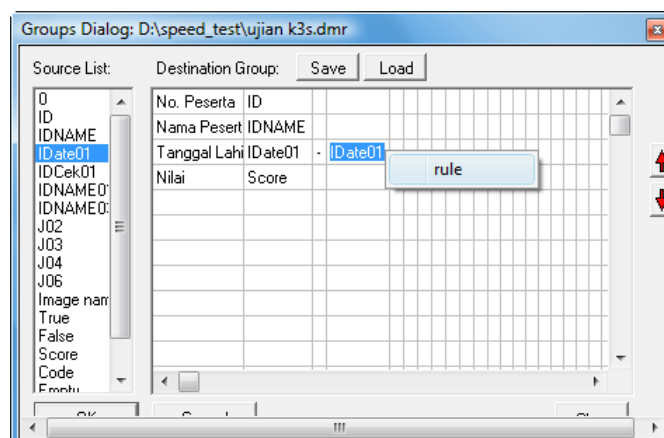 Groups Dialog: D:\speed_test\ujian k3s.dmr
Source List:
Destination Group:
Save
Load
0
ID
IDNAME
IDate01
IDCek01
IDNAME0
IDNAME0
J02
J03
J04
J06
Image nam
True
False
Score
Code
Empty
No. Peserta ID
Nama Pesert IDNAME
Tanggal Lahi IDate01 - IDate01
Nilai Score
rule
OK